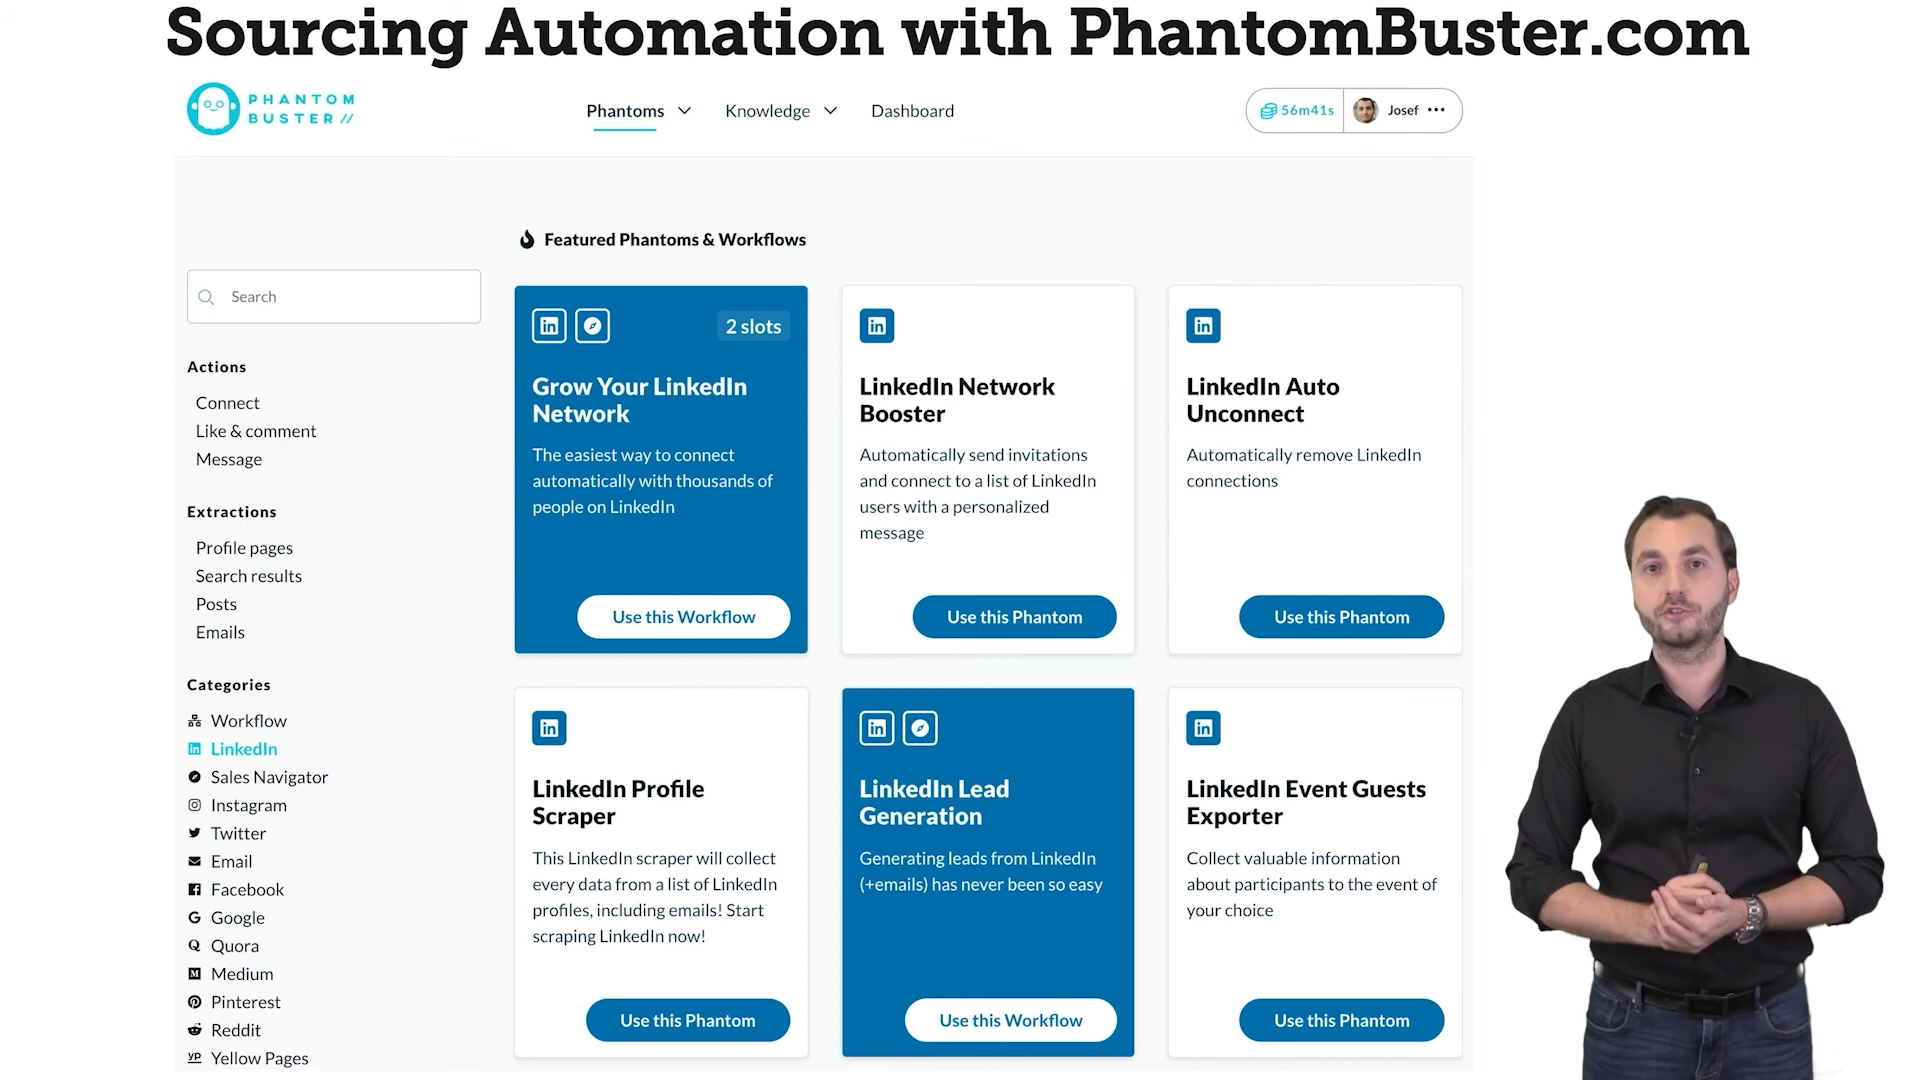 Sourcing Automation with PhantomBuster.com
PHANTOM
BUSTER //
Phantoms
Knowledge
Dashboard
56m41s
Josef
Featured Phantoms & Workflows
Search
Actions
Connect
Like & comment
Message
Extractions
Profile pages
Search results
Posts
Emails
Categories
Workflow
LinkedIn
Sales Navigator
Instagram
Twitter
Email
Facebook
Google
Quora
Medium
Pinterest
Reddit
YP
Yellow Pages
in
2 slots
Grow Your LinkedIn
Network
The easiest way to connect
automatically with thousands of
people on LinkedIn
Use this Workflow
in
LinkedIn Network
Booster
Automatically send invitations
and connect to a list of LinkedIn
users with a personalized
message
Use this Phantom
in
LinkedIn Auto
Unconnect
Automatically remove LinkedIn
connections
Use this Phantom
in
LinkedIn Profile
Scraper
This LinkedIn scraper will collect
every data from a list of LinkedIn
profiles, including emails! Start
scraping LinkedIn now!
Use this Phantom
in
LinkedIn Lead
Generation
Generating leads from LinkedIn
(+emails) has never been so easy
Use this Workflow
in
LinkedIn Event Guests
Exporter
Collect valuable information
about participants to the event of
your choice
Use this Phantom